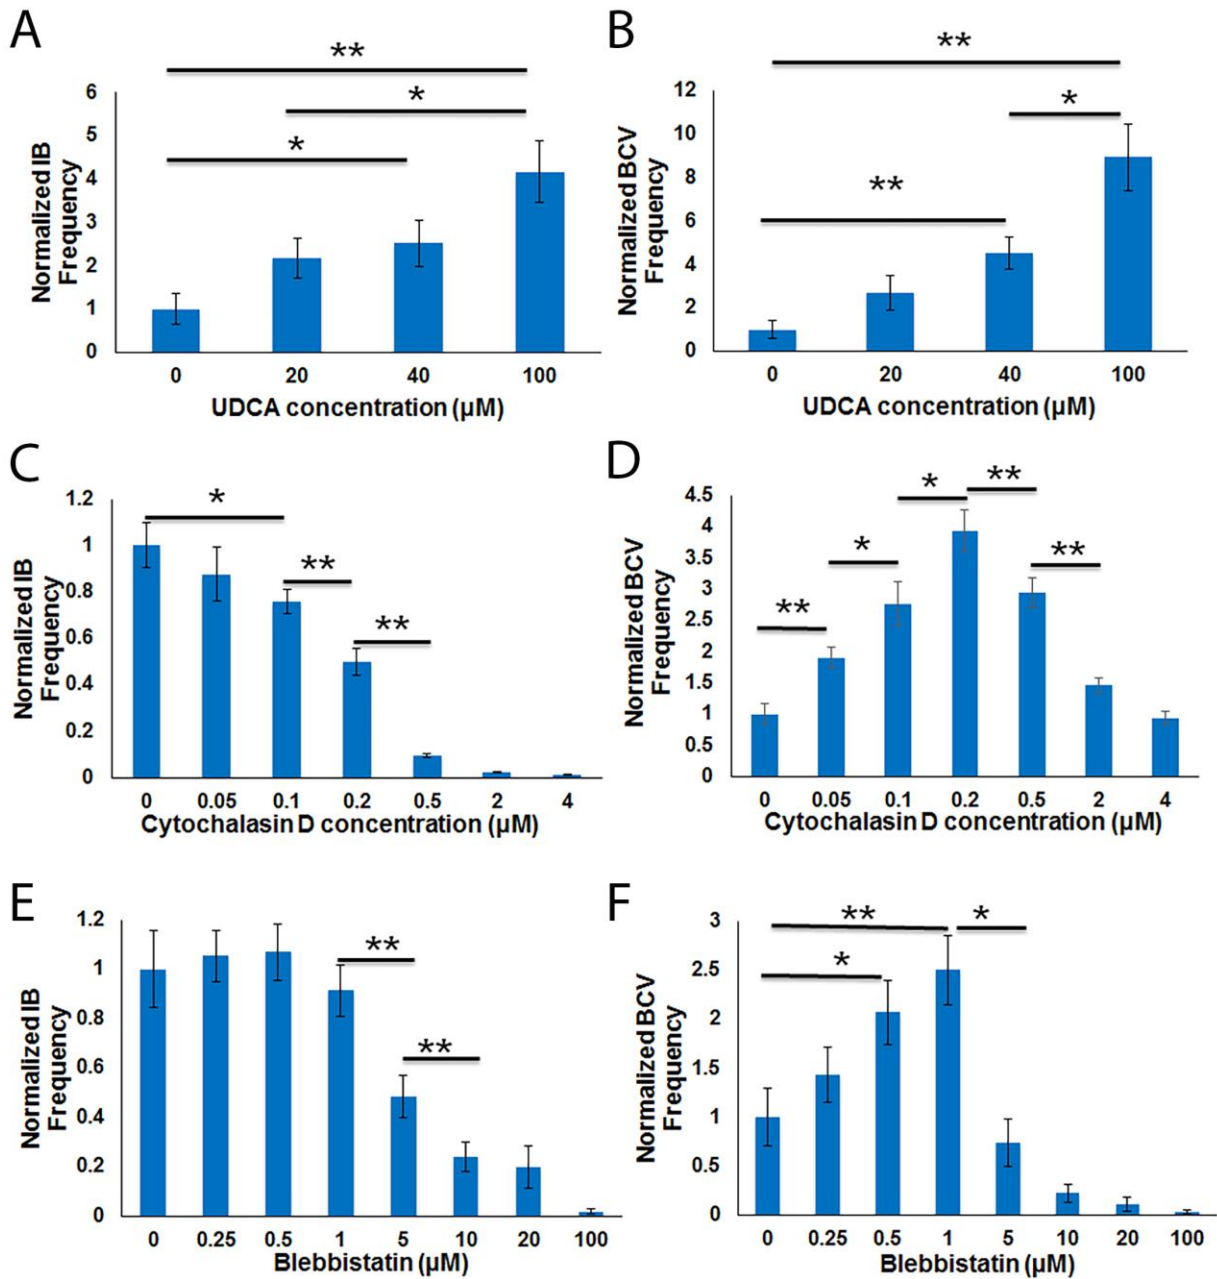 A
**
*
*
Normalized IB
Frequency
6
5
4
3
2
1
0
0 20 40 100
UDCA concentration (µM)
B
**
*
**
Normalized BCV
Frequency
12
10
8
6
4
2
0
0 20 40 100
UDCA concentration (µM)
C
*
**
**
Normalized IB
Frequency
1.2
1
0.8
0.6
0.4
0.2
0
0 0.05 0.1 0.2 0.5 2 4
Cytochalasin D concentration (µM)
D
**
*
*
**
**
Normalized BCV
Frequency
4.5
4
3.5
3
2.5
2
1.5
1
0.5
0
0 0.05 0.1 0.2 0.5 2 4
Cytochalasin D concentration (µM)
E
**
**
Normalized IB
Frequency
1.2
1
0.8
0.6
0.4
0.2
0
0 0.25 0.5 1 5 10 20 100
Blebbistatin (µM)
F
**
*
*
Normalized BCV
Frequency
3
2.5
2
1.5
1
0.5
0
0 0.25 0.5 1 5 10 20 100
Blebbistatin (µM)